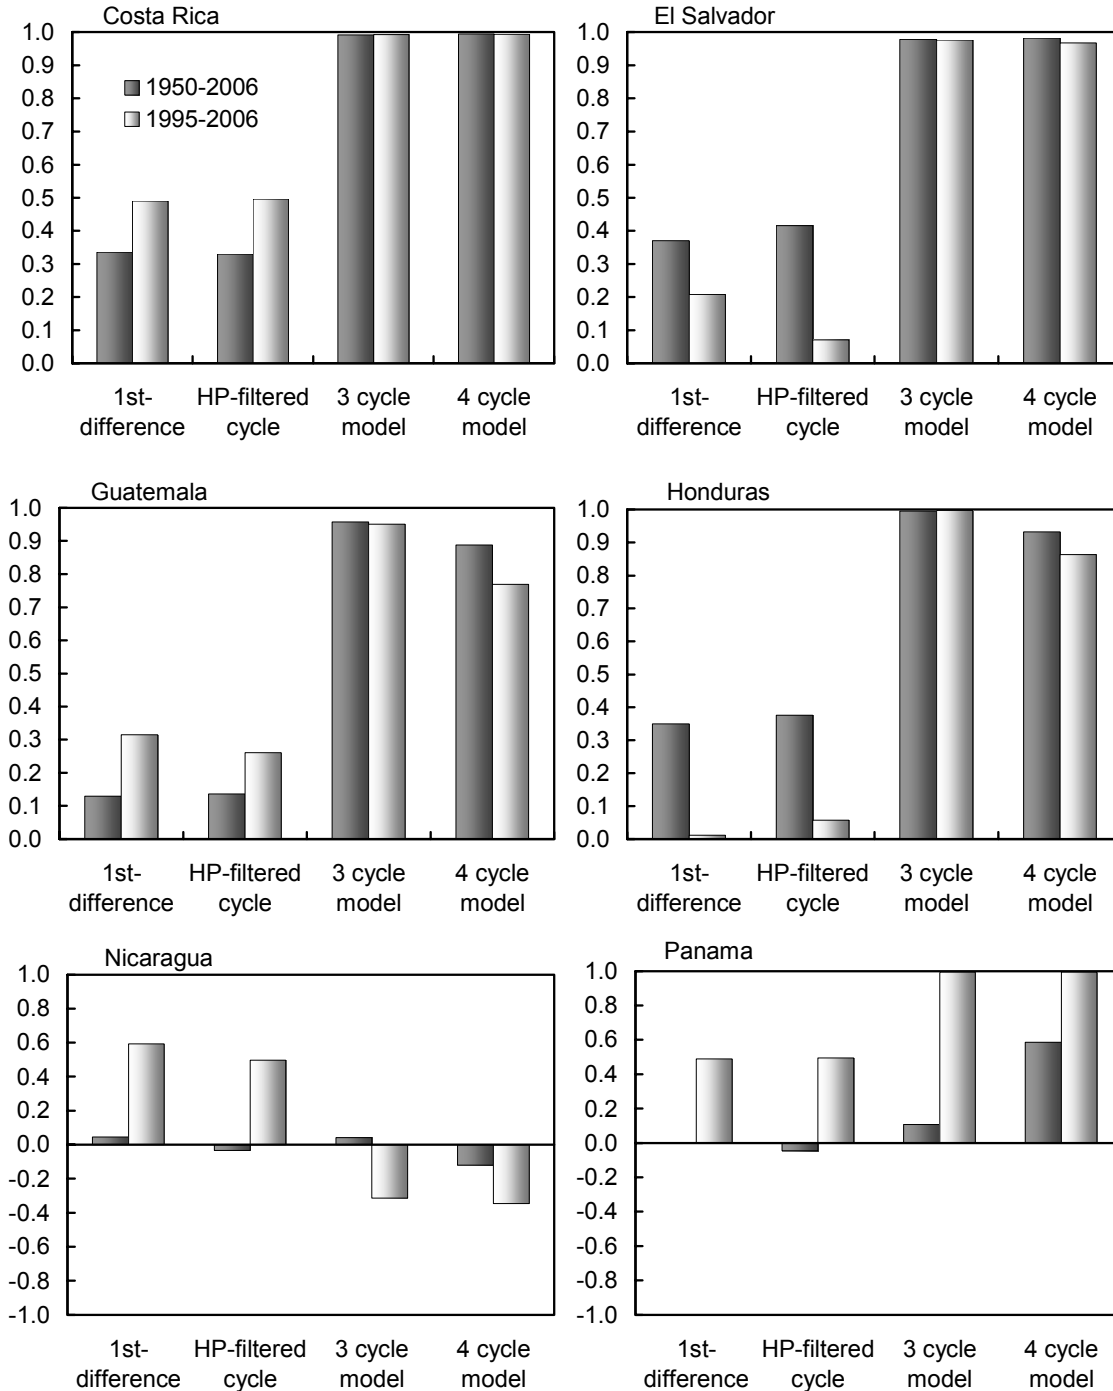 Costa Rica
1.0
0.9
0.8
0.7
0.6
0.5
0.4
0.3
0.2
0.1
0.0
1950-2006
1995-2006
1st-
difference
HP-filtered
cycle
3 cycle
model
4 cycle
model
El Salvador
1.0
0.9
0.8
0.7
0.6
0.5
0.4
0.3
0.2
0.1
0.0
1st-
difference
HP-filtered
cycle
3 cycle
model
4 cycle
model
Guatemala
1.0
0.9
0.8
0.7
0.6
0.5
0.4
0.3
0.2
0.1
0.0
1st-
difference
HP-filtered
cycle
3 cycle
model
4 cycle
model
Honduras
1.0
0.9
0.8
0.7
0.6
0.5
0.4
0.3
0.2
0.1
0.0
1st-
difference
HP-filtered
cycle
3 cycle
model
4 cycle
model
Nicaragua
1.0
0.8
0.6
0.4
0.2
0.0
-0.2
-0.4
-0.6
-0.8
-1.0
1st-
difference
HP-filtered
cycle
3 cycle
model
4 cycle
model
Panama
1.0
0.8
0.6
0.4
0.2
0.0
-0.2
-0.4
-0.6
-0.8
-1.0
1st-
difference
HP-filtered
cycle
3 cycle
model
4 cycle
model